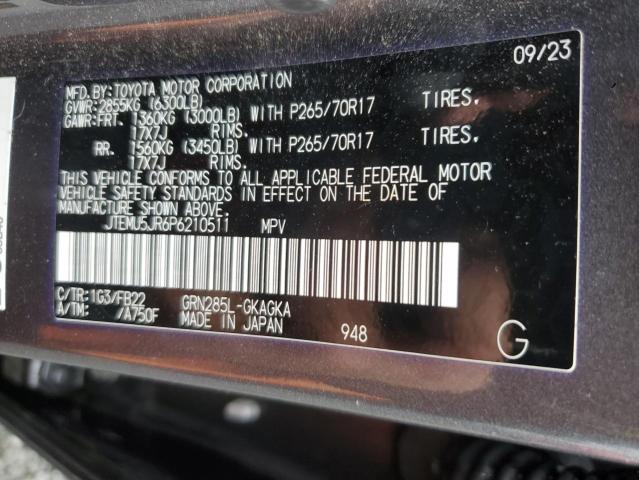 09/23
MFD. BY: TOYOTA MOTOR CORPORATION
GVWR: 2855KG (6300LB)
GAWR: FRT. 1360KG (3000LB) WITH P265/70R17 TIRES,
17X7J RIMS,
RR. 1560KG (3450LB) WITH P265/70R17 TIRES,
17X7J RIMS,
THIS VEHICLE CONFORMS TO ALL APPLICABLE FEDERAL MOTOR
VEHICLE SAFETY STANDARDS IN EFFECT ON THE DATE OF
MANUFACTURE SHOWN ABOVE.
JTEMU5JR6P6210511 MPV
C/TR: 1G3/FB22 GRN285L-GKAGKA
A/TM: /A750F MADE IN JAPAN 948 G